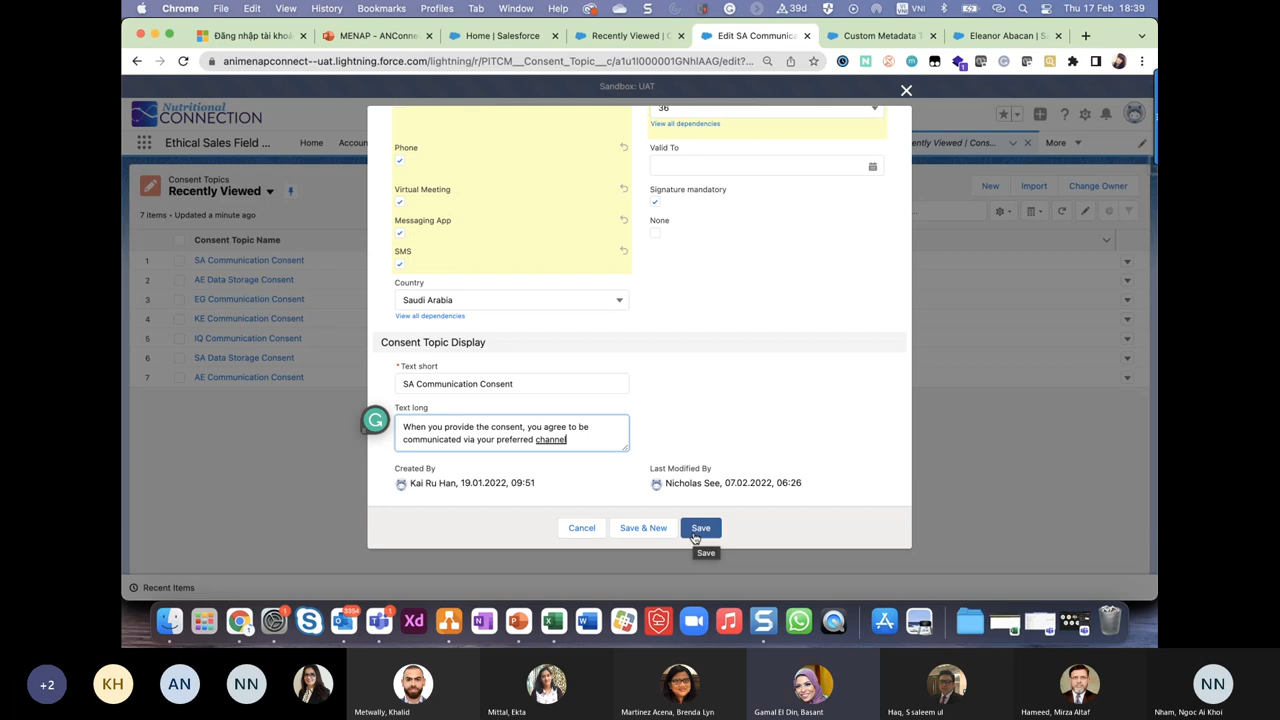 Chrome File Edit View History Bookmarks Profiles Tab Window Help 39d VNI Thu 17 Feb 18:39
Đăng nhập tài khoả
MENAP - ANConnect
Home | Salesforce
Recently Viewed | C
Edit SA Communica
Custom Metadata T
Eleanor Abacan | Sa
animenapconnect--uat.lightning.force.com/lightning/r/PITCM__Consent_Topic__c/a1u1l000001GNhlAAG/edit?...
Sandbox: UAT
Nutritional
CONNECTION
Ethical Sales Field ...
Home
Accoun
ently Viewed | Cons...
More
Consent Topics
Recently Viewed
7 items • Updated a minute ago
New
Import
Change Owner
Consent Topic Name
1 SA Communication Consent
2 AE Data Storage Consent
3 EG Communication Consent
4 KE Communication Consent
5 IQ Communication Consent
6 SA Data Storage Consent
7 AE Communication Consent
36
View all dependencies
Phone
Valid To
Virtual Meeting
Signature mandatory
Messaging App
None
SMS
Country
Saudi Arabia
View all dependencies
Consent Topic Display
* Text short
SA Communication Consent
Text long
When you provide the consent, you agree to be
communicated via your preferred channel
Created By
Kai Ru Han, 19.01.2022, 09:51
Last Modified By
Nicholas See, 07.02.2022, 06:26
Cancel
Save & New
Save
Save
Recent Items
+2
KH
AN
NN
NN
Metwally, Khalid
Mittal, Ekta
Martinez Acena, Brenda Lyn
Gamal El Din, Basant
Haq, S saleem ul
Hameed, Mirza Altaf
Nham, Ngoc Ai Khoi